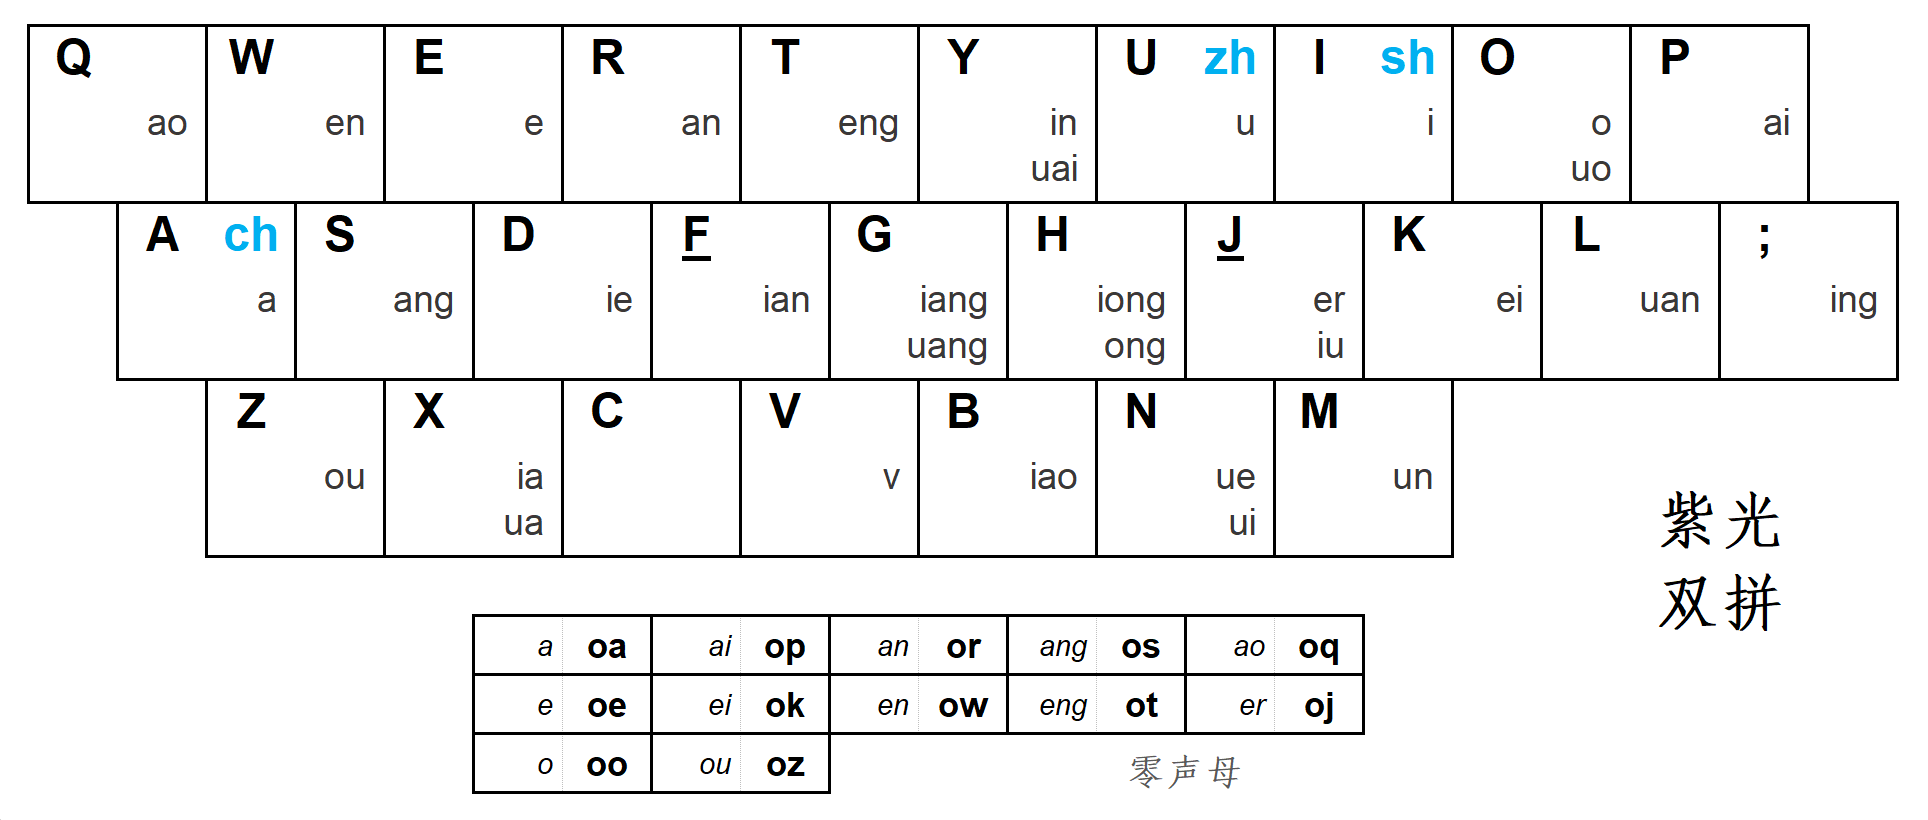 Q W E R T Y U zh I sh O P
ao en e an eng in u i o ai
uai uo
A ch S D F G H J K L ;
a ang ie ian iang iong er ei uan ing
uang ong iu
Z X C V B N M
ou ia v iao ue un
ua ui
紫光
双拼
a oa ai op an or ang os ao oq
e oe ei ok en ow eng ot er oj
o oo ou oz
零声母